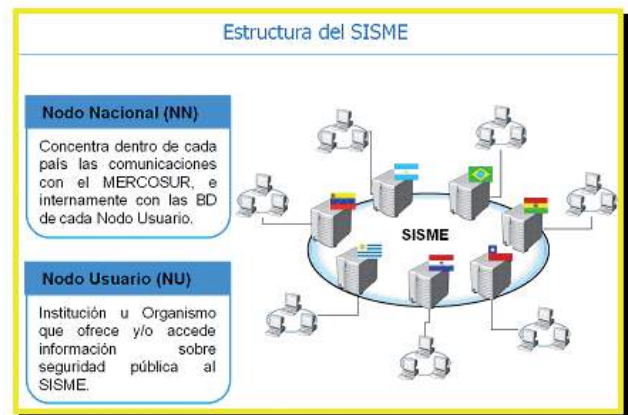 Estructura del SISME
Nodo Nacional (NN)
Concentra dentro de cada
país las comunicaciones
con el MERCOSUR, e
internamente con las BD
de cada Nodo Usuario.
SISME
Nodo Usuario (NU)
Institución u Organismo
que ofrece y/o accede
información sobre
seguridad pública al
SISME.